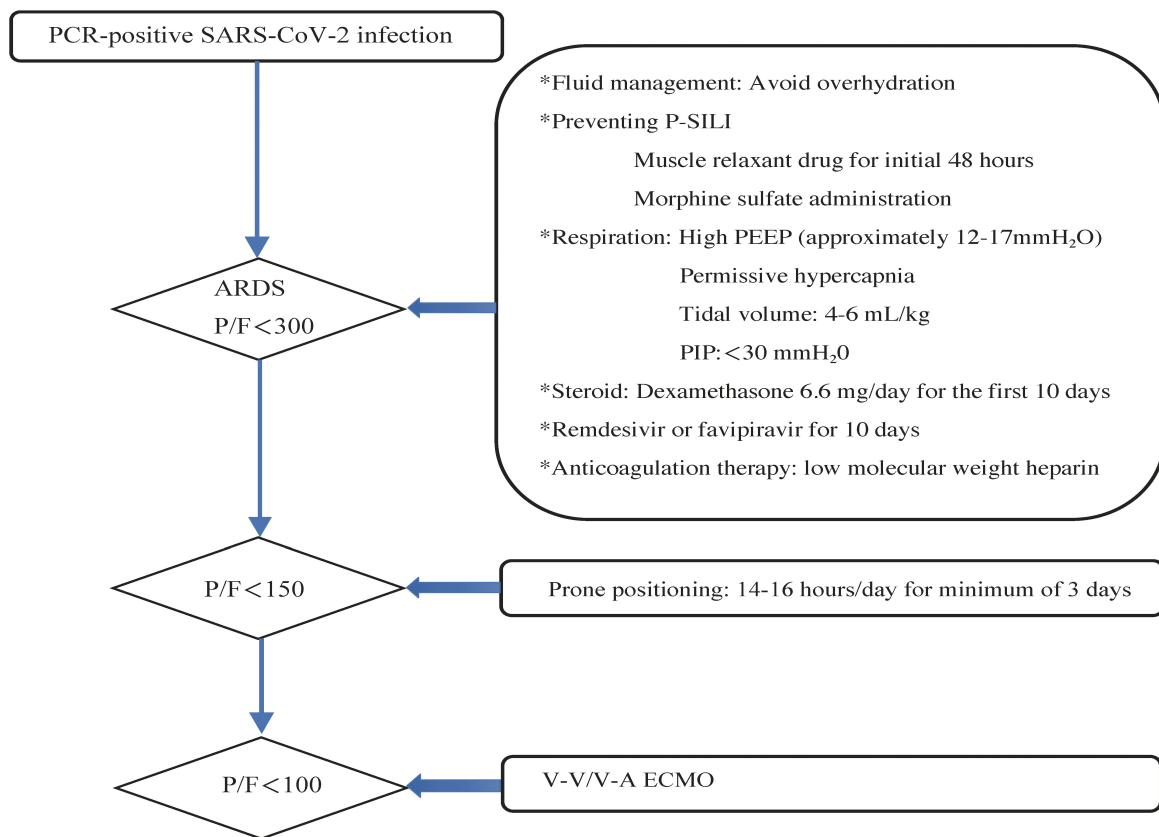 PCR-positive SARS-CoV-2 infection
*Fluid management: Avoid overhydration
*Preventing P-SILI
Muscle relaxant drug for initial 48 hours
Morphine sulfate administration
*Respiration: High PEEP (approximately 12-17mmH₂O)
Permissive hypercapnia
Tidal volume: 4-6 mL/kg
PIP:<30 mmH₂0
*Steroid: Dexamethasone 6.6 mg/day for the first 10 days
*Remdesivir or favipiravir for 10 days
*Anticoagulation therapy: low molecular weight heparin
ARDS
P/F<300
P/F<150
Prone positioning: 14-16 hours/day for minimum of 3 days
P/F<100
V-V/V-A ECMO